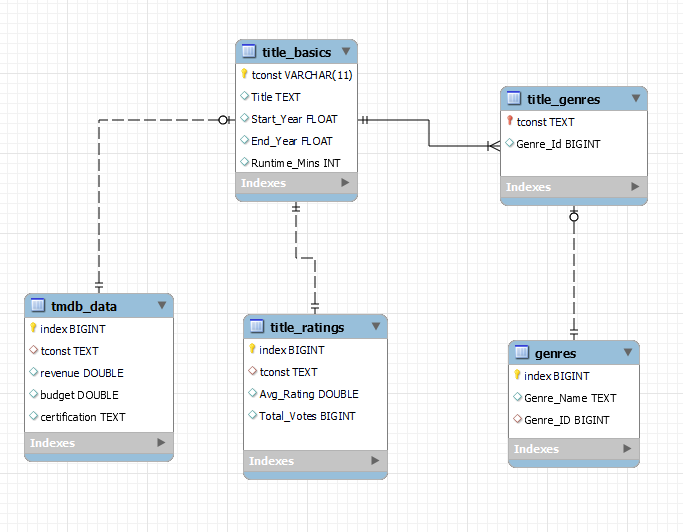 title_basics
tconst VARCHAR(11)
Title TEXT
Start_Year FLOAT
End_Year FLOAT
Runtime_Mins INT
Indexes
title_genres
tconst TEXT
Genre_Id BIGINT
Indexes
tmdb_data
index BIGINT
tconst TEXT
revenue DOUBLE
budget DOUBLE
certification TEXT
Indexes
title_ratings
index BIGINT
tconst TEXT
Avg_Rating DOUBLE
Total_Votes BIGINT
Indexes
genres
index BIGINT
Genre_Name TEXT
Genre_ID BIGINT
Indexes